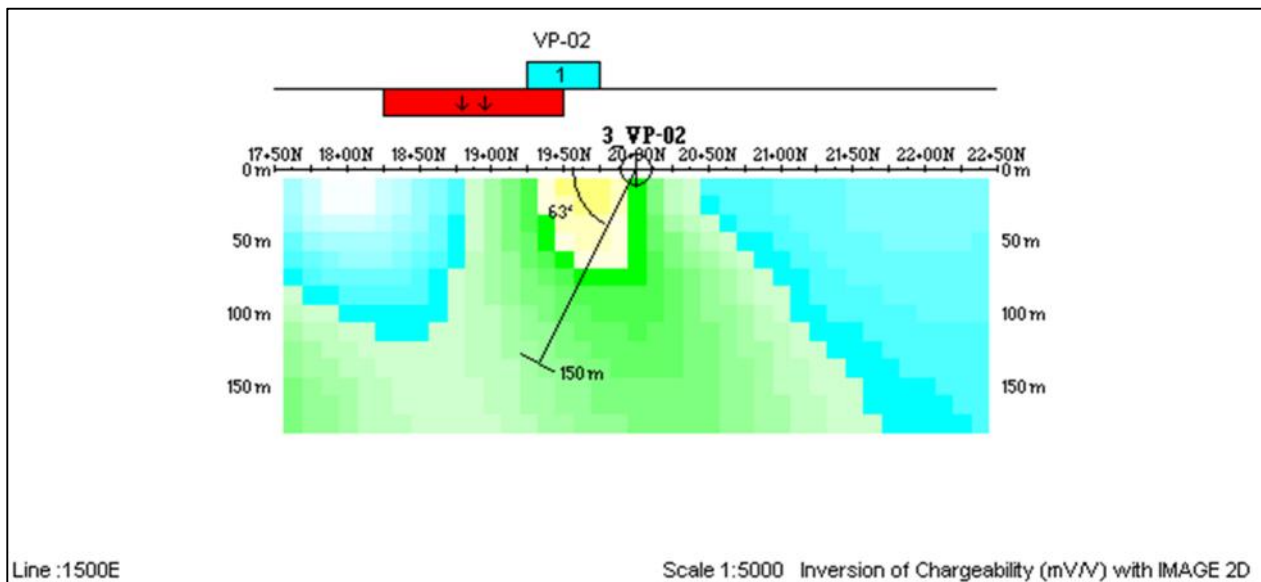 VP-02
1
↓ ↓
3_VP-02
17+50N 18+00N 18+50N 19+00N 19+50N 20+00N 20+50N 21+00N 21+50N 22+00N 22+50N
0 m 0 m
63°
50 m 50 m
100 m 100 m
150 m
150 m 150 m
Line :1500E Scale 1:5000 Inversion of Chargeability (mV/V) with IMAGE 2D